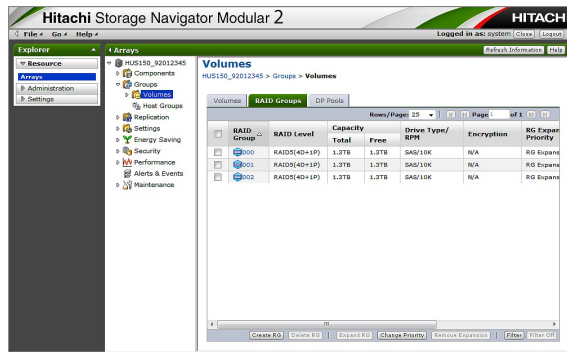 Hitachi Storage Navigator Modular 2
HITACH
File Go Help
Logged in as: system Close Logout
Explorer
Arrays
Refresh Information Help
Resource
Arrays
Administration
Settings
HUS150_92012345
Components
Groups
Volumes
Host Groups
Replication
Settings
Energy Saving
Security
Performance
Alerts & Events
Maintenance
Volumes
HUS150_92012345 > Groups > Volumes
Volumes RAID Groups DP Pools
Rows/Page: 25 Page 1 of 1
RAID Group RAID Level Capacity Total Free Drive Type/ RPM Encryption RG Expan Priority
000 RAID5(4D+1P) 1.3TB 1.3TB SAS/10K N/A RG Expans
001 RAID5(4D+1P) 1.3TB 1.3TB SAS/10K N/A RG Expans
002 RAID5(4D+1P) 1.3TB 1.3TB SAS/10K N/A RG Expans
Create RG Delete RG Expand RG Change Priority Remove Expansion Filter Filter Off